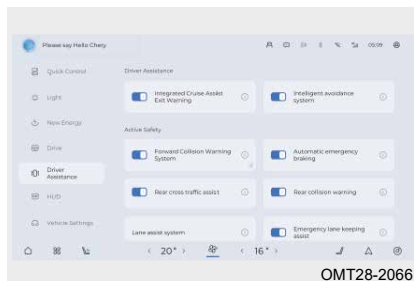 Please say Hello Chery
05:09
Quick Control
Light
New Energy
Drive
Driver
Assistance
HUD
Vehicle Settings
Driver Assistance
Integrated Cruise Assist
Exit Warning
Intelligent avoidance
system
Active Safety
Forward Collision Warning
System
Automatic emergency
braking
Rear cross traffic assist
Rear collision warning
Lane assist system
Emergency lane keeping
assist
20°
16°
OMT28-2066